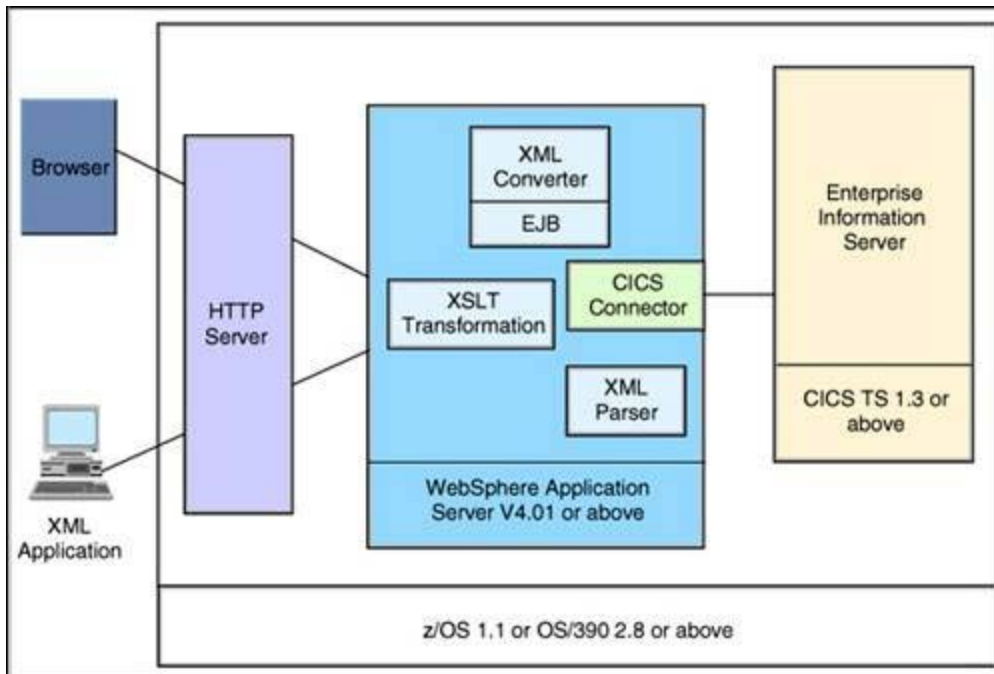 Browser
XML
Application
HTTP
Server
XML
Converter
EJB
XSLT
Transformation
CICS
Connector
XML
Parser
WebSphere Application
Server V4.01 or above
Enterprise
Information
Server
CICS TS 1.3 or
above
z/OS 1.1 or OS/390 2.8 or above